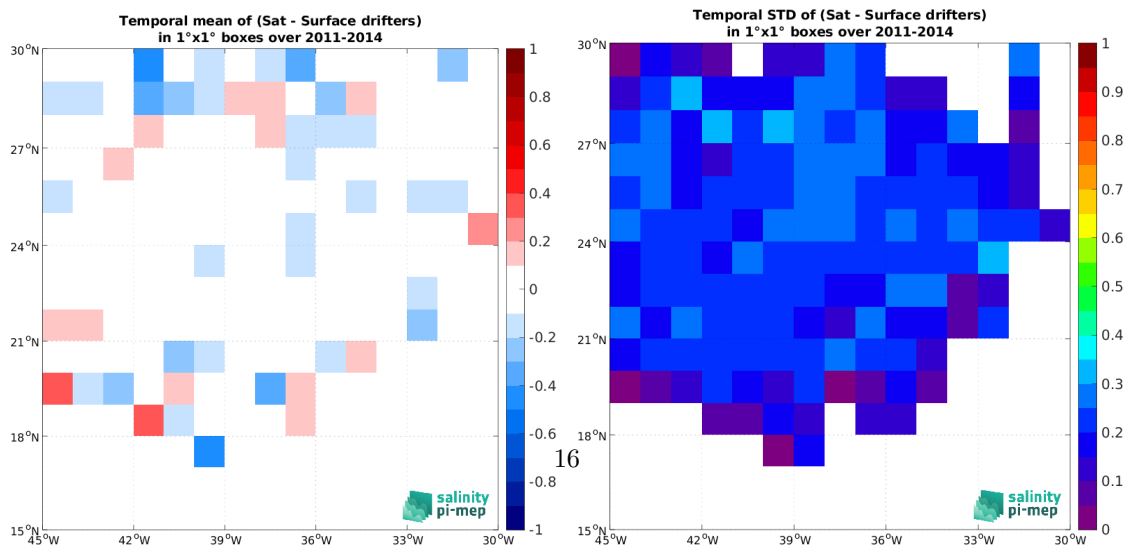 Temporal mean of (Sat - Surface drifters)
in 1°x1° boxes over 2011-2014
30°N
27°N
24°N
21°N
18°N
15°N
45°W
42°W
39°W
36°W
33°W
30°W
1
0.8
0.6
0.4
0.2
0
-0.2
-0.4
-0.6
-0.8
-1
salinity
pi-mep
Temporal STD of (Sat - Surface drifters)
in 1°x1° boxes over 2011-2014
30°N
27°N
24°N
21°N
18°N
15°N
45°W
42°W
39°W
36°W
33°W
30°W
1
0.9
0.8
0.7
0.6
0.5
0.4
0.3
0.2
0.1
0
salinity
pi-mep
16